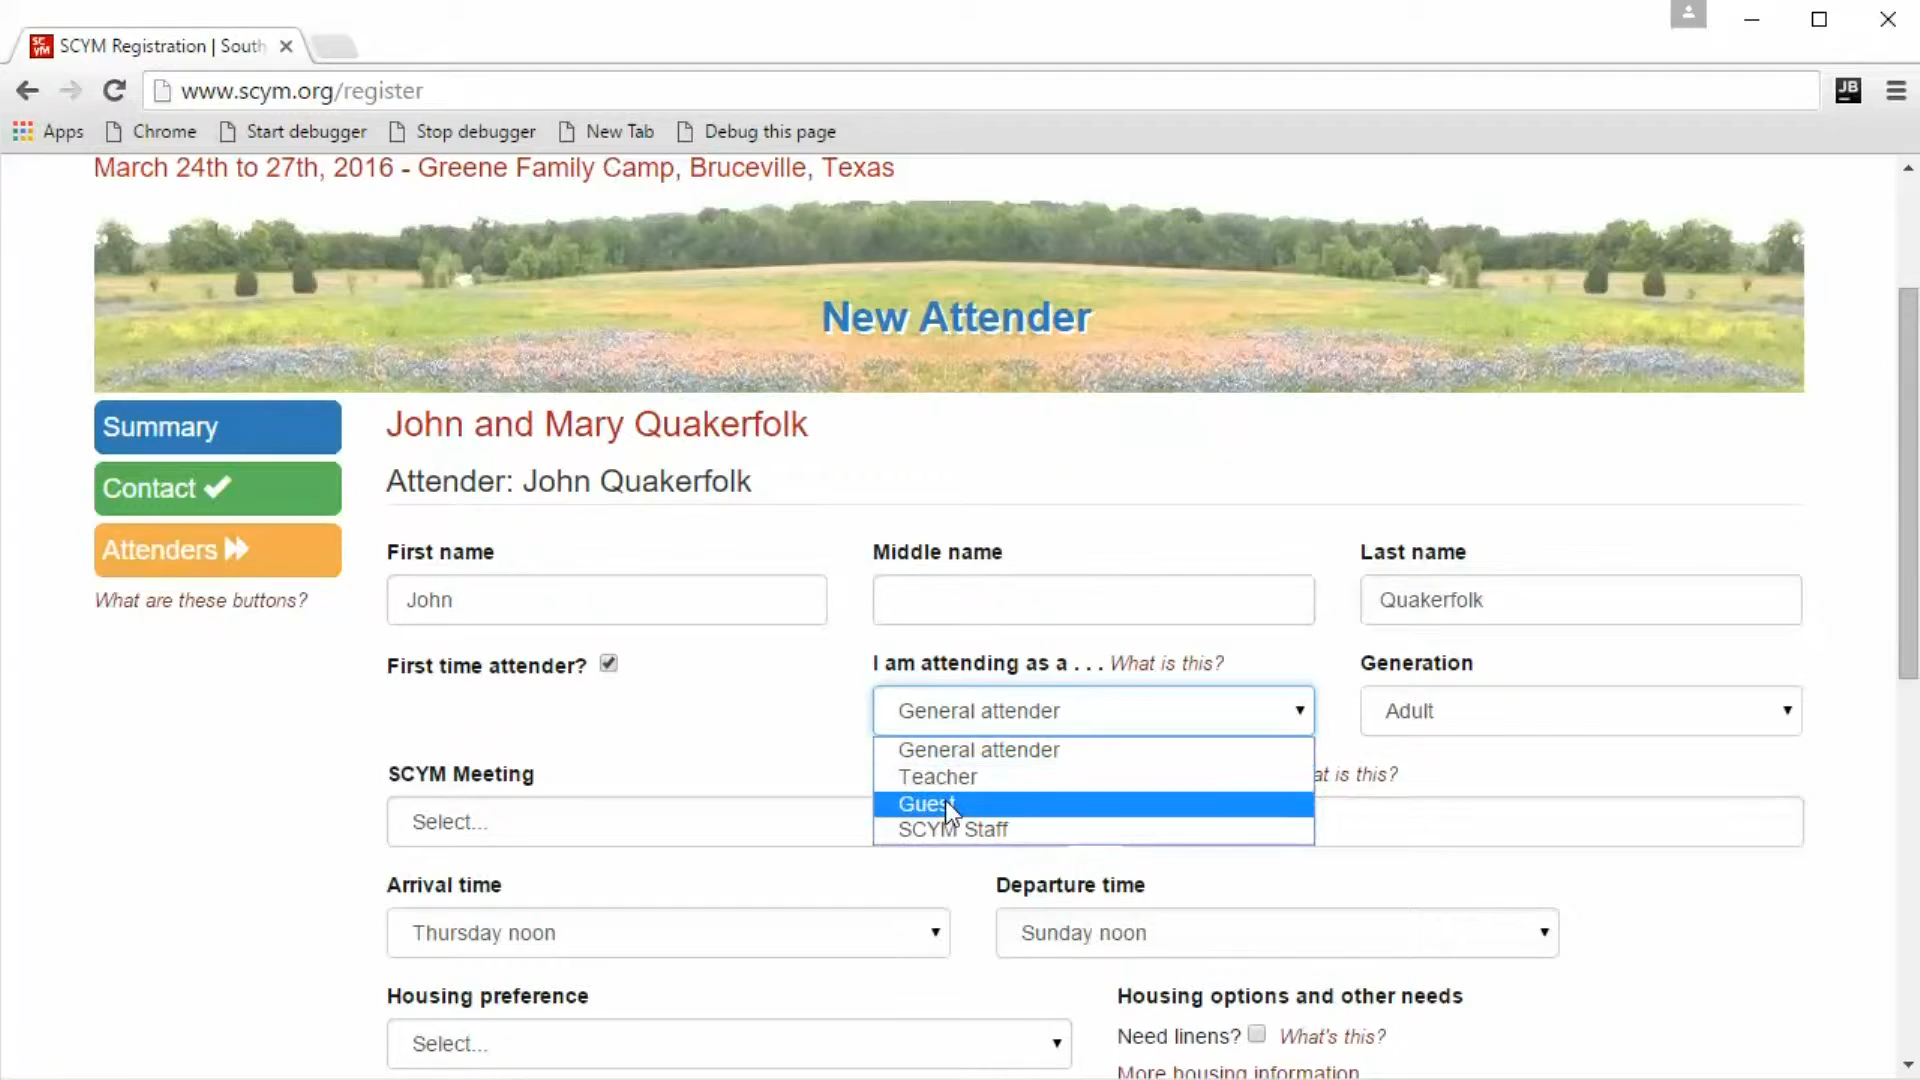 SCYM Registration | South
www.scym.org/register
JB
Apps Chrome Start debugger Stop debugger New Tab Debug this page
March 24th to 27th, 2016 - Greene Family Camp, Bruceville, Texas
New Attender
Summary
Contact
Attenders
What are these buttons?
John and Mary Quakerfolk
Attender: John Quakerfolk
First name Middle name Last name
John Quakerfolk
First time attender? I am attending as a . . . What is this? Generation
General attender Adult
General attender
Teacher
Guest
SCYM Staff
SCYM Meeting at is this?
Select...
Arrival time Departure time
Thursday noon Sunday noon
Housing preference Housing options and other needs
Select... Need linens? What's this?
More housing information